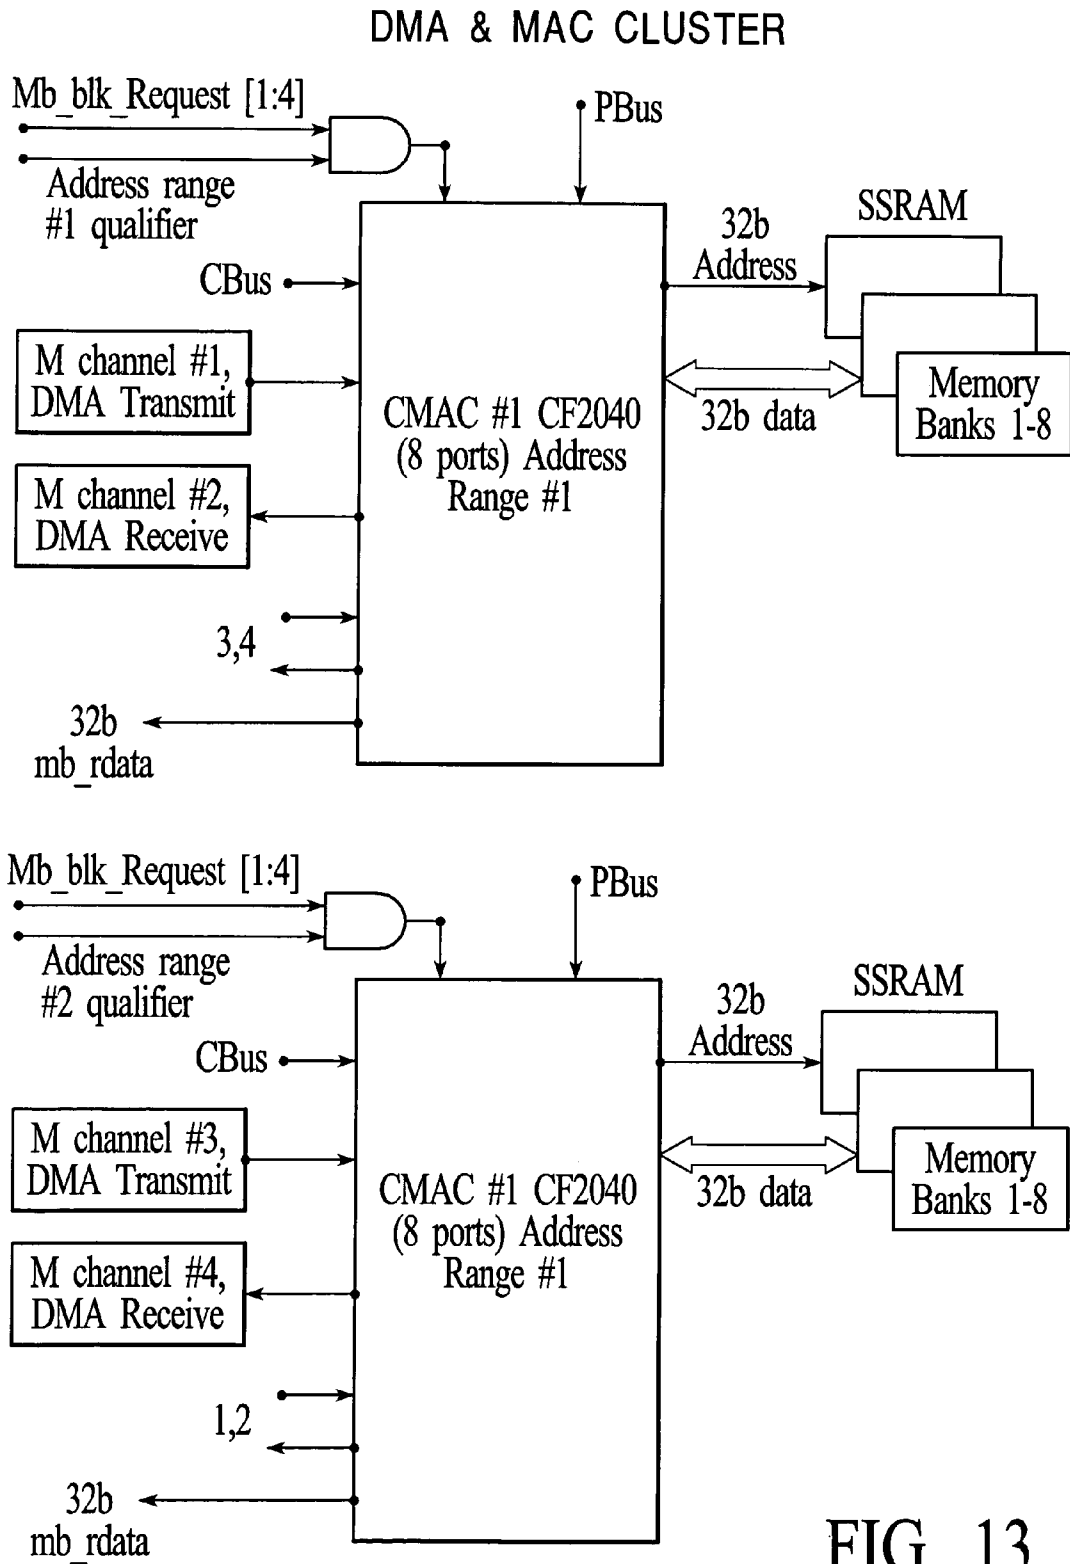 DMA & MAC CLUSTER
Mb_blk_Request [1:4]
PBus
Address range
#1 qualifier
SSRAM
32b
Address
CBus
M channel #1,
DMA Transmit
CMAC #1 CF2040
(8 ports) Address
Range #1
32b data
Memory
Banks 1-8
M channel #2,
DMA Receive
3,4
32b
mb_rdata
Mb_blk_Request [1:4]
PBus
Address range
#2 qualifier
SSRAM
32b
Address
CBus
M channel #3,
DMA Transmit
CMAC #1 CF2040
(8 ports) Address
Range #1
32b data
Memory
Banks 1-8
M channel #4,
DMA Receive
1,2
32b
mb_rdata
FIG. 13